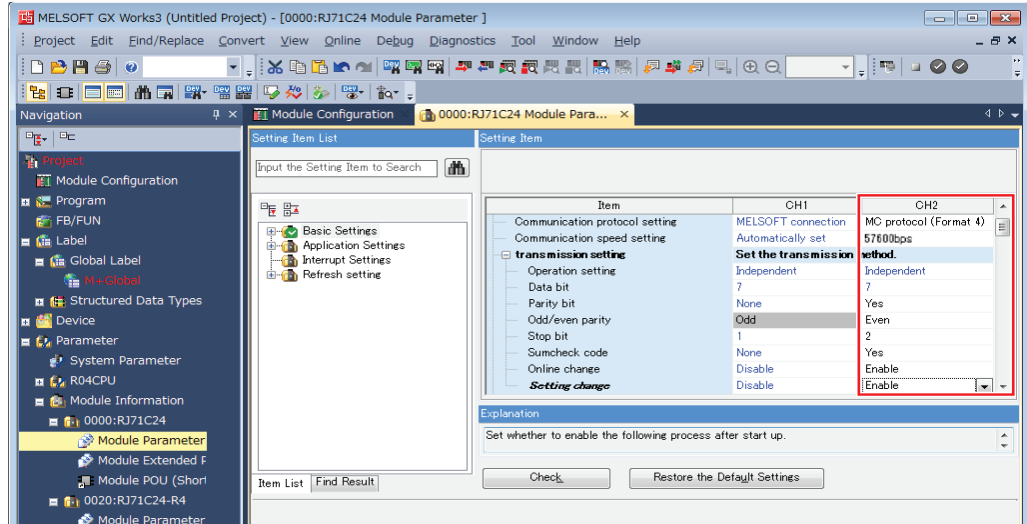 MELSOFT GX Works3 (Untitled Project) - [0000:RJ71C24 Module Parameter ]
Project Edit Find/Replace Convert View Online Debug Diagnostics Tool Window Help
Navigation
Module Configuration
0000:RJ71C24 Module Para...
Project
Module Configuration
Program
FB/FUN
Label
Global Label
M+Global
Structured Data Types
Device
Parameter
System Parameter
R04CPU
Module Information
0000:RJ71C24
Module Parameter
Module Extended P
Module POU (Short
0020:RJ71C24-R4
Module Parameter
Setting Item List
Input the Setting Item to Search
Basic Settings
Application Settings
Interrupt Settings
Refresh setting
Item List Find Result
Setting Item
Item CH1 CH2
Communication protocol setting MELSOFT connection MC protocol (Format 4)
Communication speed setting Automatically set 57600bps
transmission setting Set the transmission method.
Operation setting Independent Independent
Data bit 7 7
Parity bit None Yes
Odd/even parity Odd Even
Stop bit 1 2
Sumcheck code None Yes
Online change Disable Enable
Setting change Disable Enable
Explanation
Set whether to enable the following process after start up.
Check Restore the Default Settings